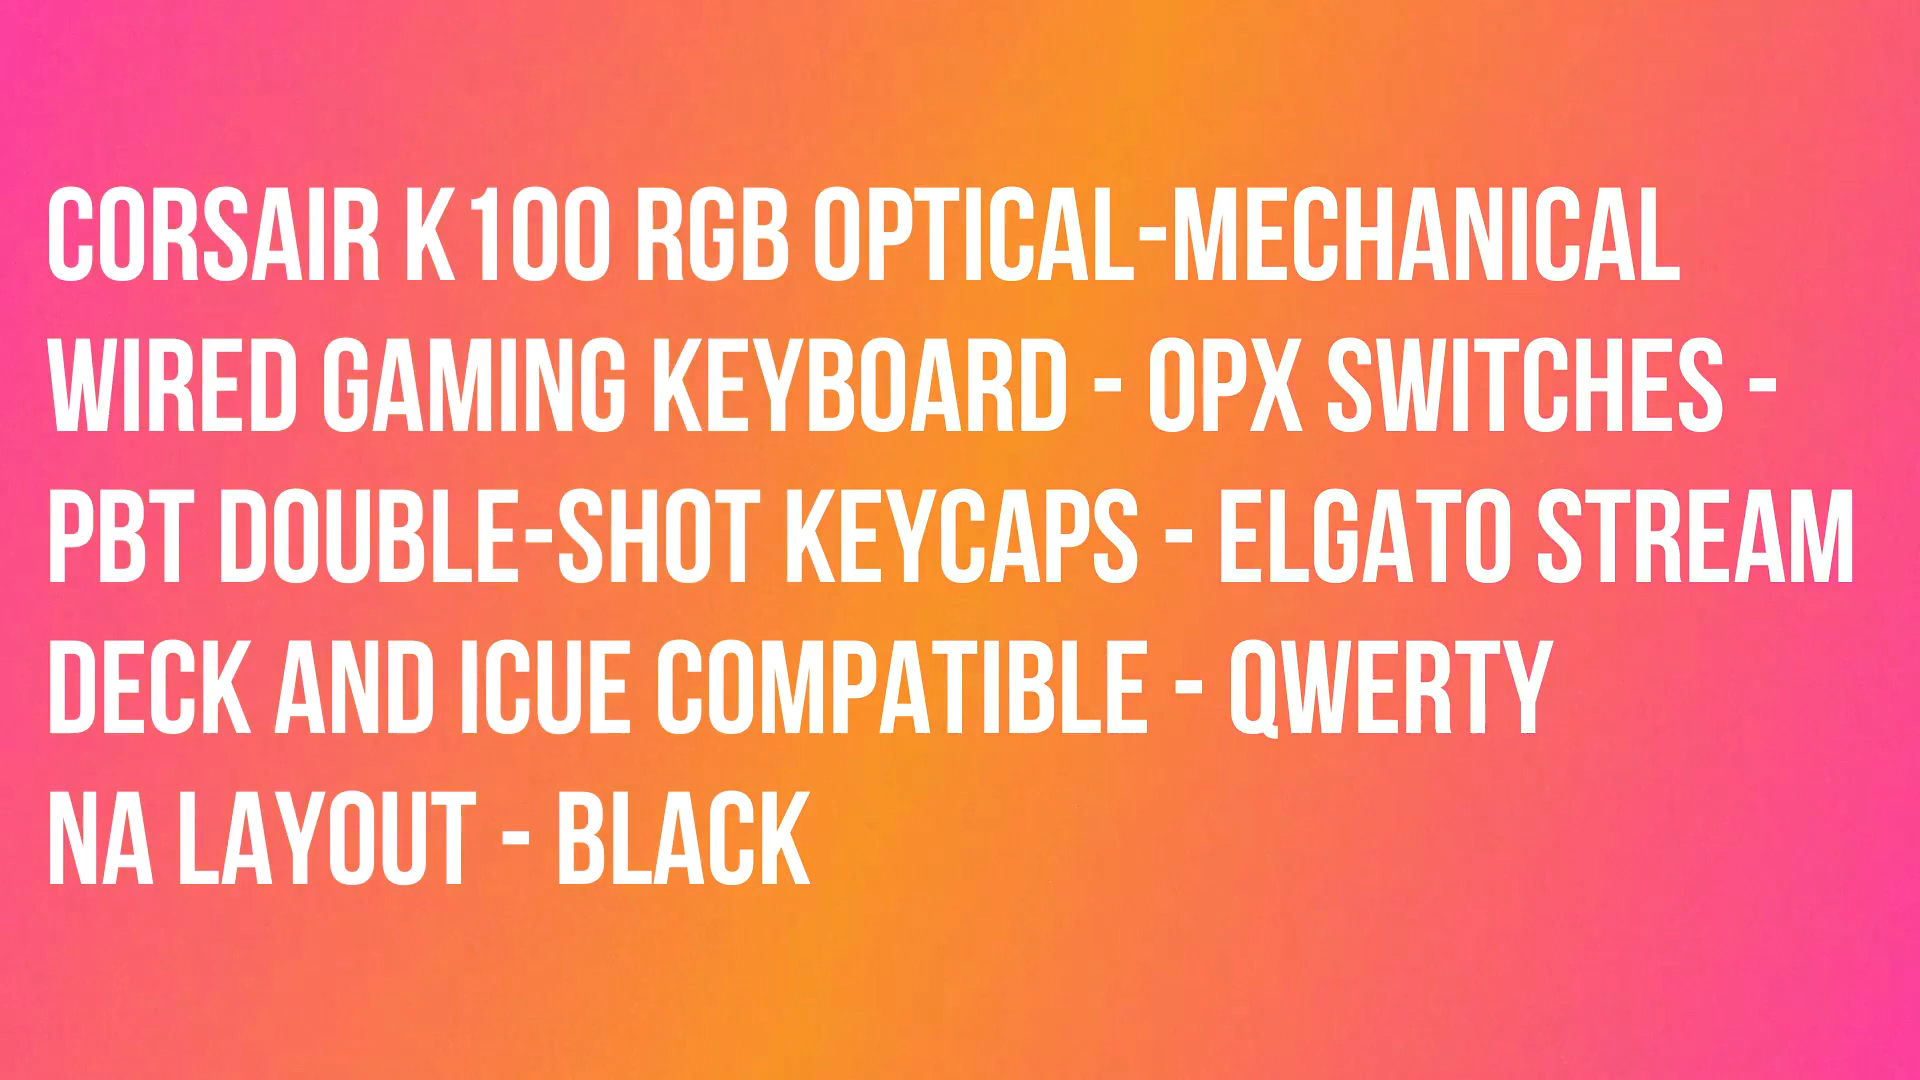 CORSAIR K100 RGB OPTICAL-MECHANICAL
WIRED GAMING KEYBOARD - OPX SWITCHES -
PBT DOUBLE-SHOT KEYCAPS - ELGATO STREAM
DECK AND ICUE COMPATIBLE - QWERTY
NA LAYOUT - BLACK